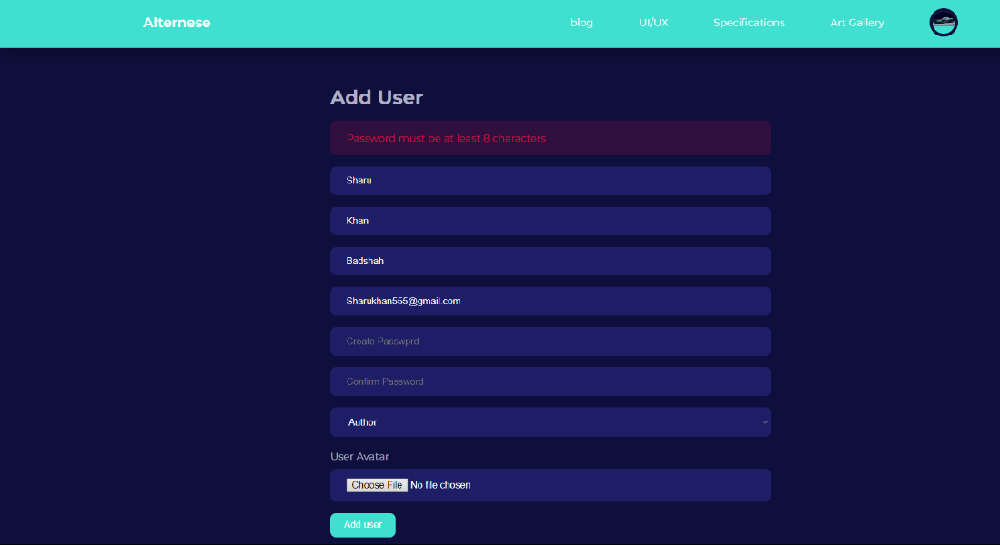 Alternese
blog
UI/UX
Specifications
Art Gallery
Add User
Password must be at least 8 characters
Sharu
Khan
Badshah
Sharukhan555@gmail.com
Create Passwprd
Confirm Password
Author
User Avatar
Choose File No file chosen
Add user